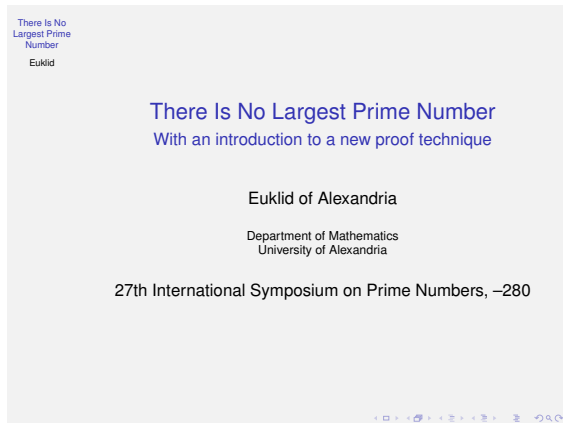 There Is No
Largest Prime
Number
Euklid
There Is No Largest Prime Number
With an introduction to a new proof technique
Euklid of Alexandria
Department of Mathematics
University of Alexandria
27th International Symposium on Prime Numbers, –280